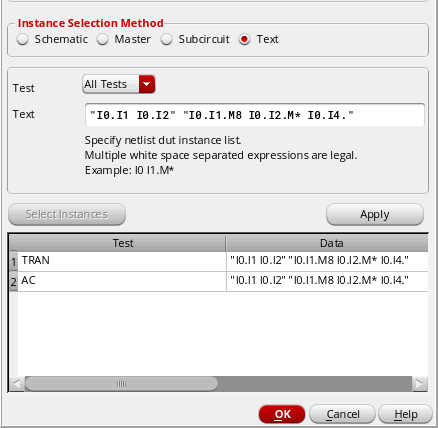 Instance Selection Method
Schematic Master Subcircuit Text
Test All Tests
Text "I0.I1 I0.I2" "I0.I1.M8 I0.I2.M* I0.I4."
Specify netlist dut instance list.
Multiple white space separated expressions are legal.
Example: I0 I1.M*
Select Instances Apply
Test Data
1 TRAN "I0.I1 I0.I2" "I0.I1.M8 I0.I2.M* I0.I4."
2 AC "I0.I1 I0.I2" "I0.I1.M8 I0.I2.M* I0.I4."
OK Cancel Help